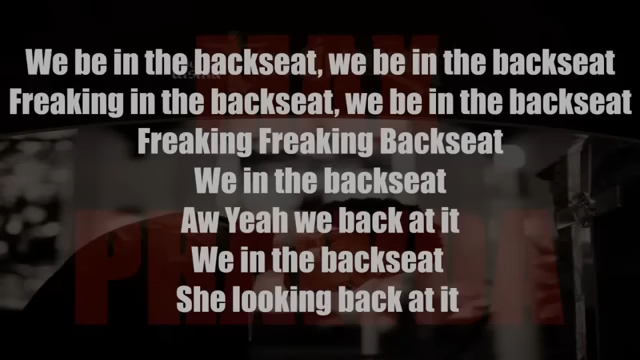 We be in the backseat, we be in the backseat
Freaking in the backseat, we be in the backseat
Freaking Freaking Backseat
We in the backseat
Aw Yeah we back at it
We in the backseat
She looking back at it